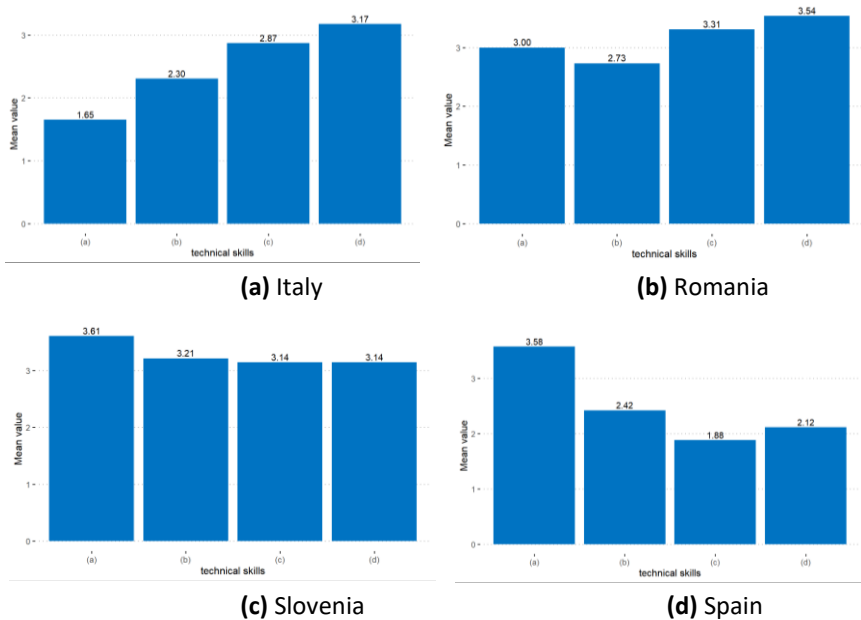 3.17
3
2.87
2.30
2
1.65
1
0
Mean value
(a) (b) (c) (d)
technical skills
(a) Italy
3.54
3.31
3.00
3
2.73
2
1
0
Mean value
(a) (b) (c) (d)
technical skills
(b) Romania
3.61
3.21
3.14 3.14
3
2
1
0
Mean value
(a) (b) (c) (d)
technical skills
(c) Slovenia
3.58
3
2.42
2.12
2
1.88
1
0
Mean value
(a) (b) (c) (d)
technical skills
(d) Spain